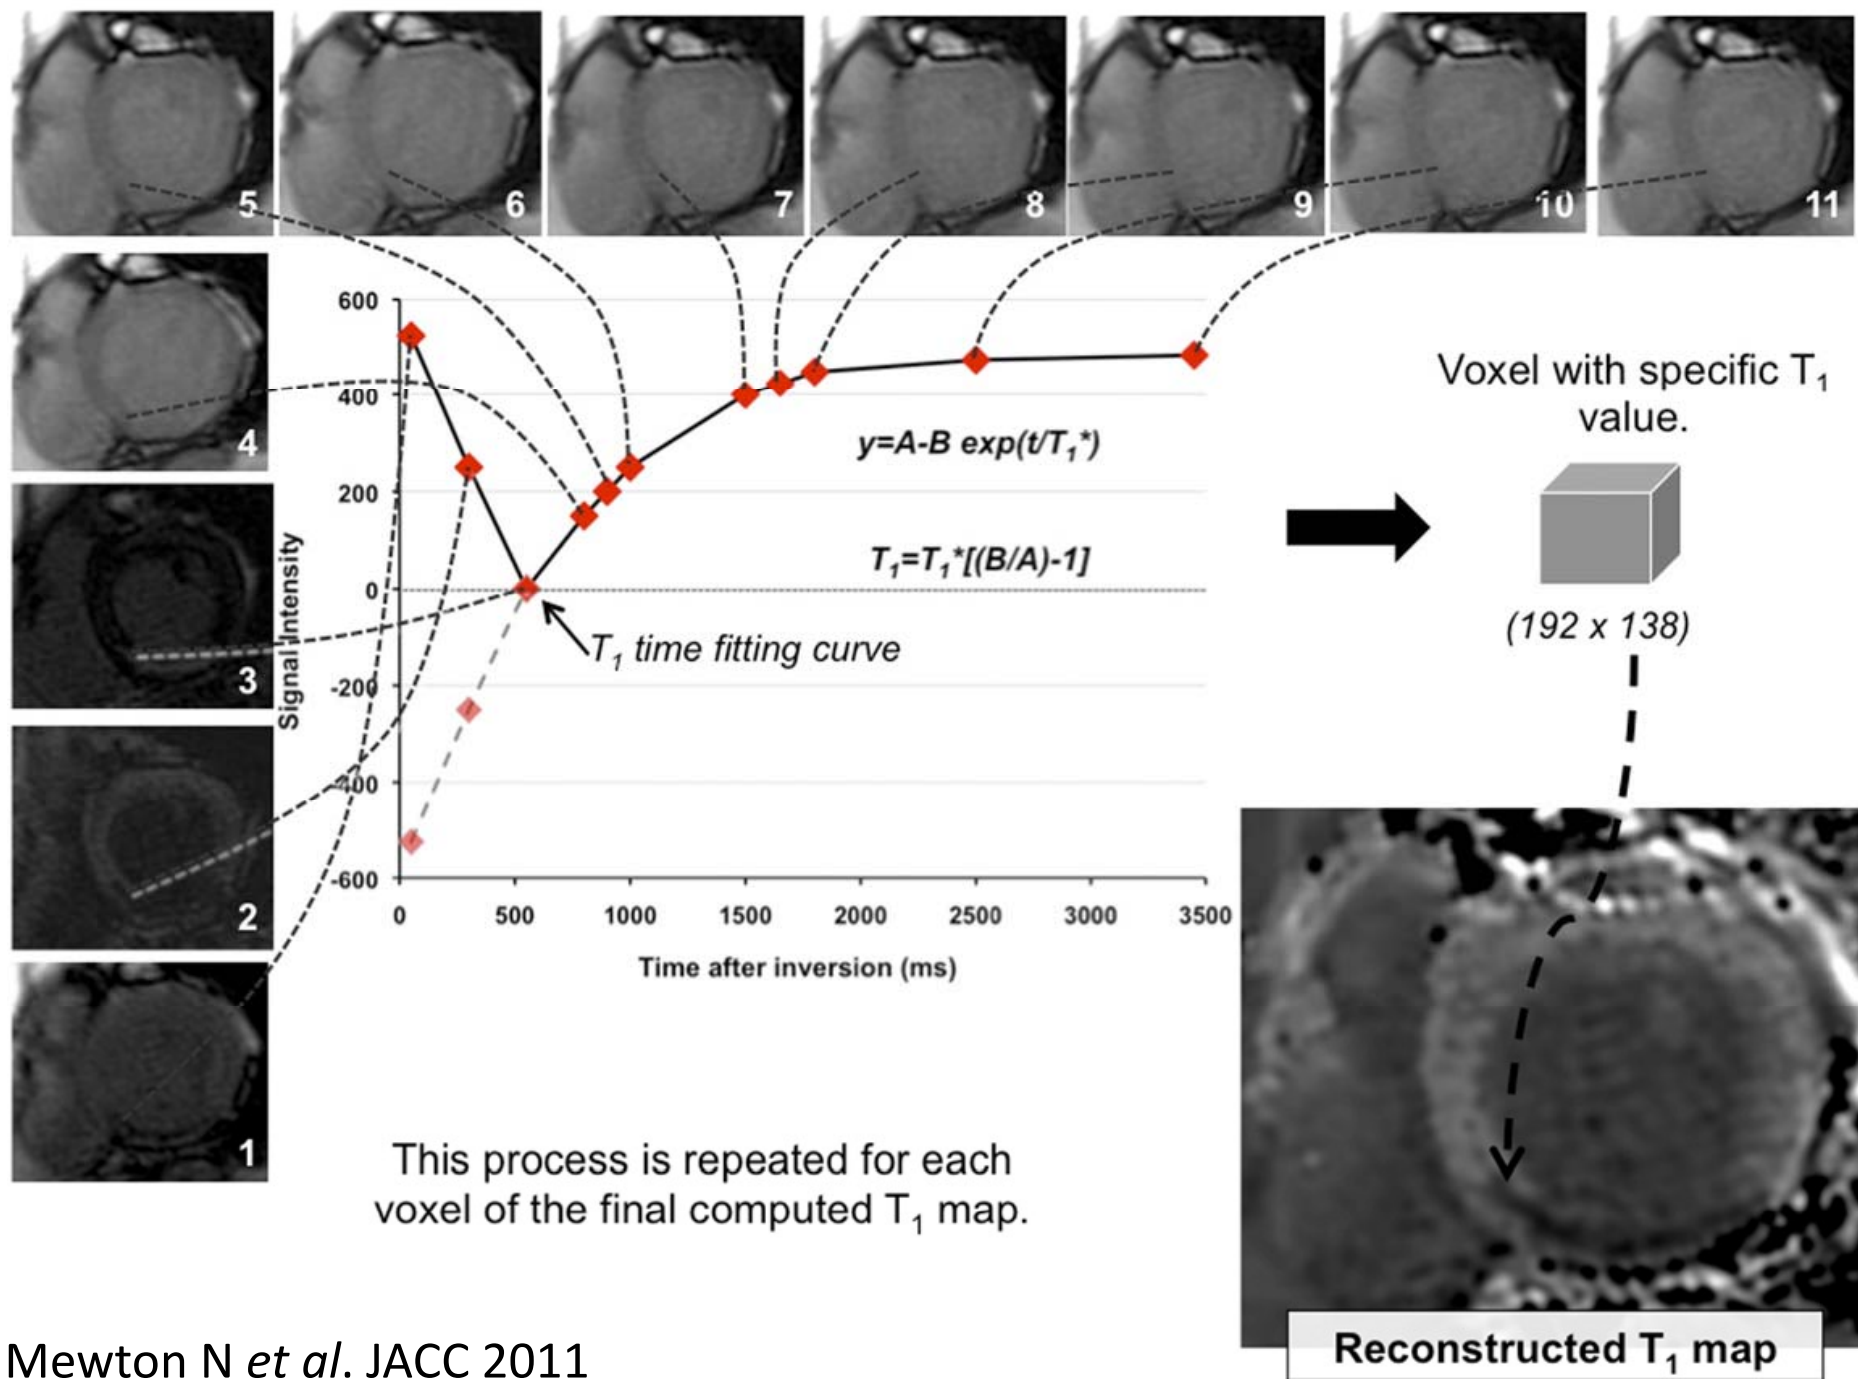 5
6
7
8
9
10
11
4
3
2
1
600
400
200
0
-200
-400
-600
Signal Intensity
y=A-B exp(t/T₁*)
T₁=T₁*[(B/A)-1]
T₁ time fitting curve
0 500 1000 1500 2000 2500 3000 3500
Time after inversion (ms)
Voxel with specific T₁
value.
(192 x 138)
This process is repeated for each
voxel of the final computed T₁ map.
Reconstructed T₁ map
Mewton N et al. JACC 2011